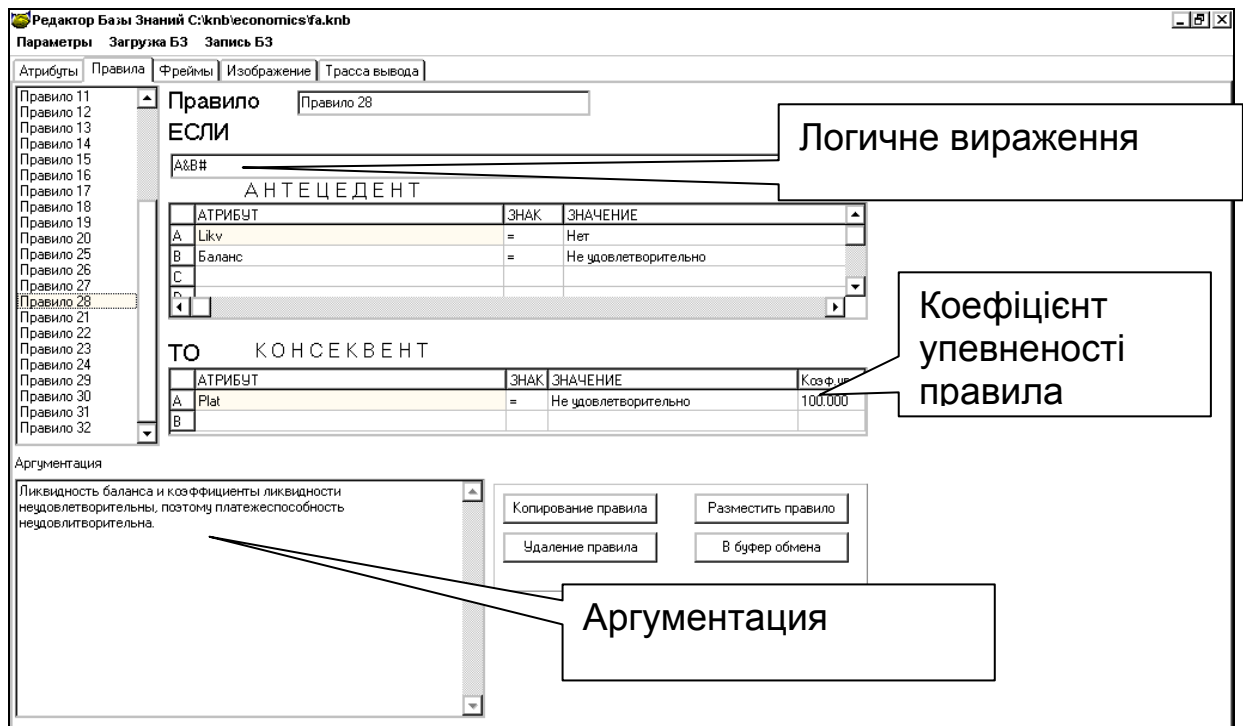 Редактор Базы Знаний C:\knb\economics\fa.knb
Параметры Загрузка БЗ Запись БЗ
Атрибуты Правила Фреймы Изображение Трасса вывода
Правило 11
Правило 12
Правило 13
Правило 14
Правило 15
Правило 16
Правило 17
Правило 18
Правило 19
Правило 20
Правило 25
Правило 26
Правило 27
Правило 28
Правило 21
Правило 22
Правило 23
Правило 24
Правило 29
Правило 30
Правило 31
Правило 32
Правило Правило 28
ЕСЛИ
A&B#
АНТЕЦЕДЕНТ
АТРИБУТ ЗНАК ЗНАЧЕНИЕ
A Likv = Нет
B Баланс = Не удовлетворительно
C
D
ТО КОНСЕКВЕНТ
АТРИБУТ ЗНАК ЗНАЧЕНИЕ Коэф.ув
A Plat = Не удовлетворительно 100.000
B
Логичне вираження
Коефіцієнт
упевненості
правила
Аргументация
Ликвидность баланса и коэффициенты ликвидности
неудовлетворительны, поэтому платежеспособность
неудовлитворительна.
Копирование правила Разместить правило
Удаление правила В буфер обмена
Аргументация